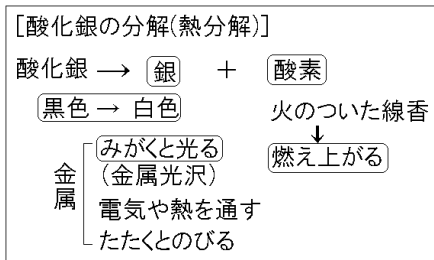 [酸化銀の分解(熱分解)]
酸化銀 → 銀 + 酸素
黒色 → 白色
火のついた線香
↓
燃え上がる
金属
みがくと光る
(金属光沢)
電気や熱を通す
たたくとのびる